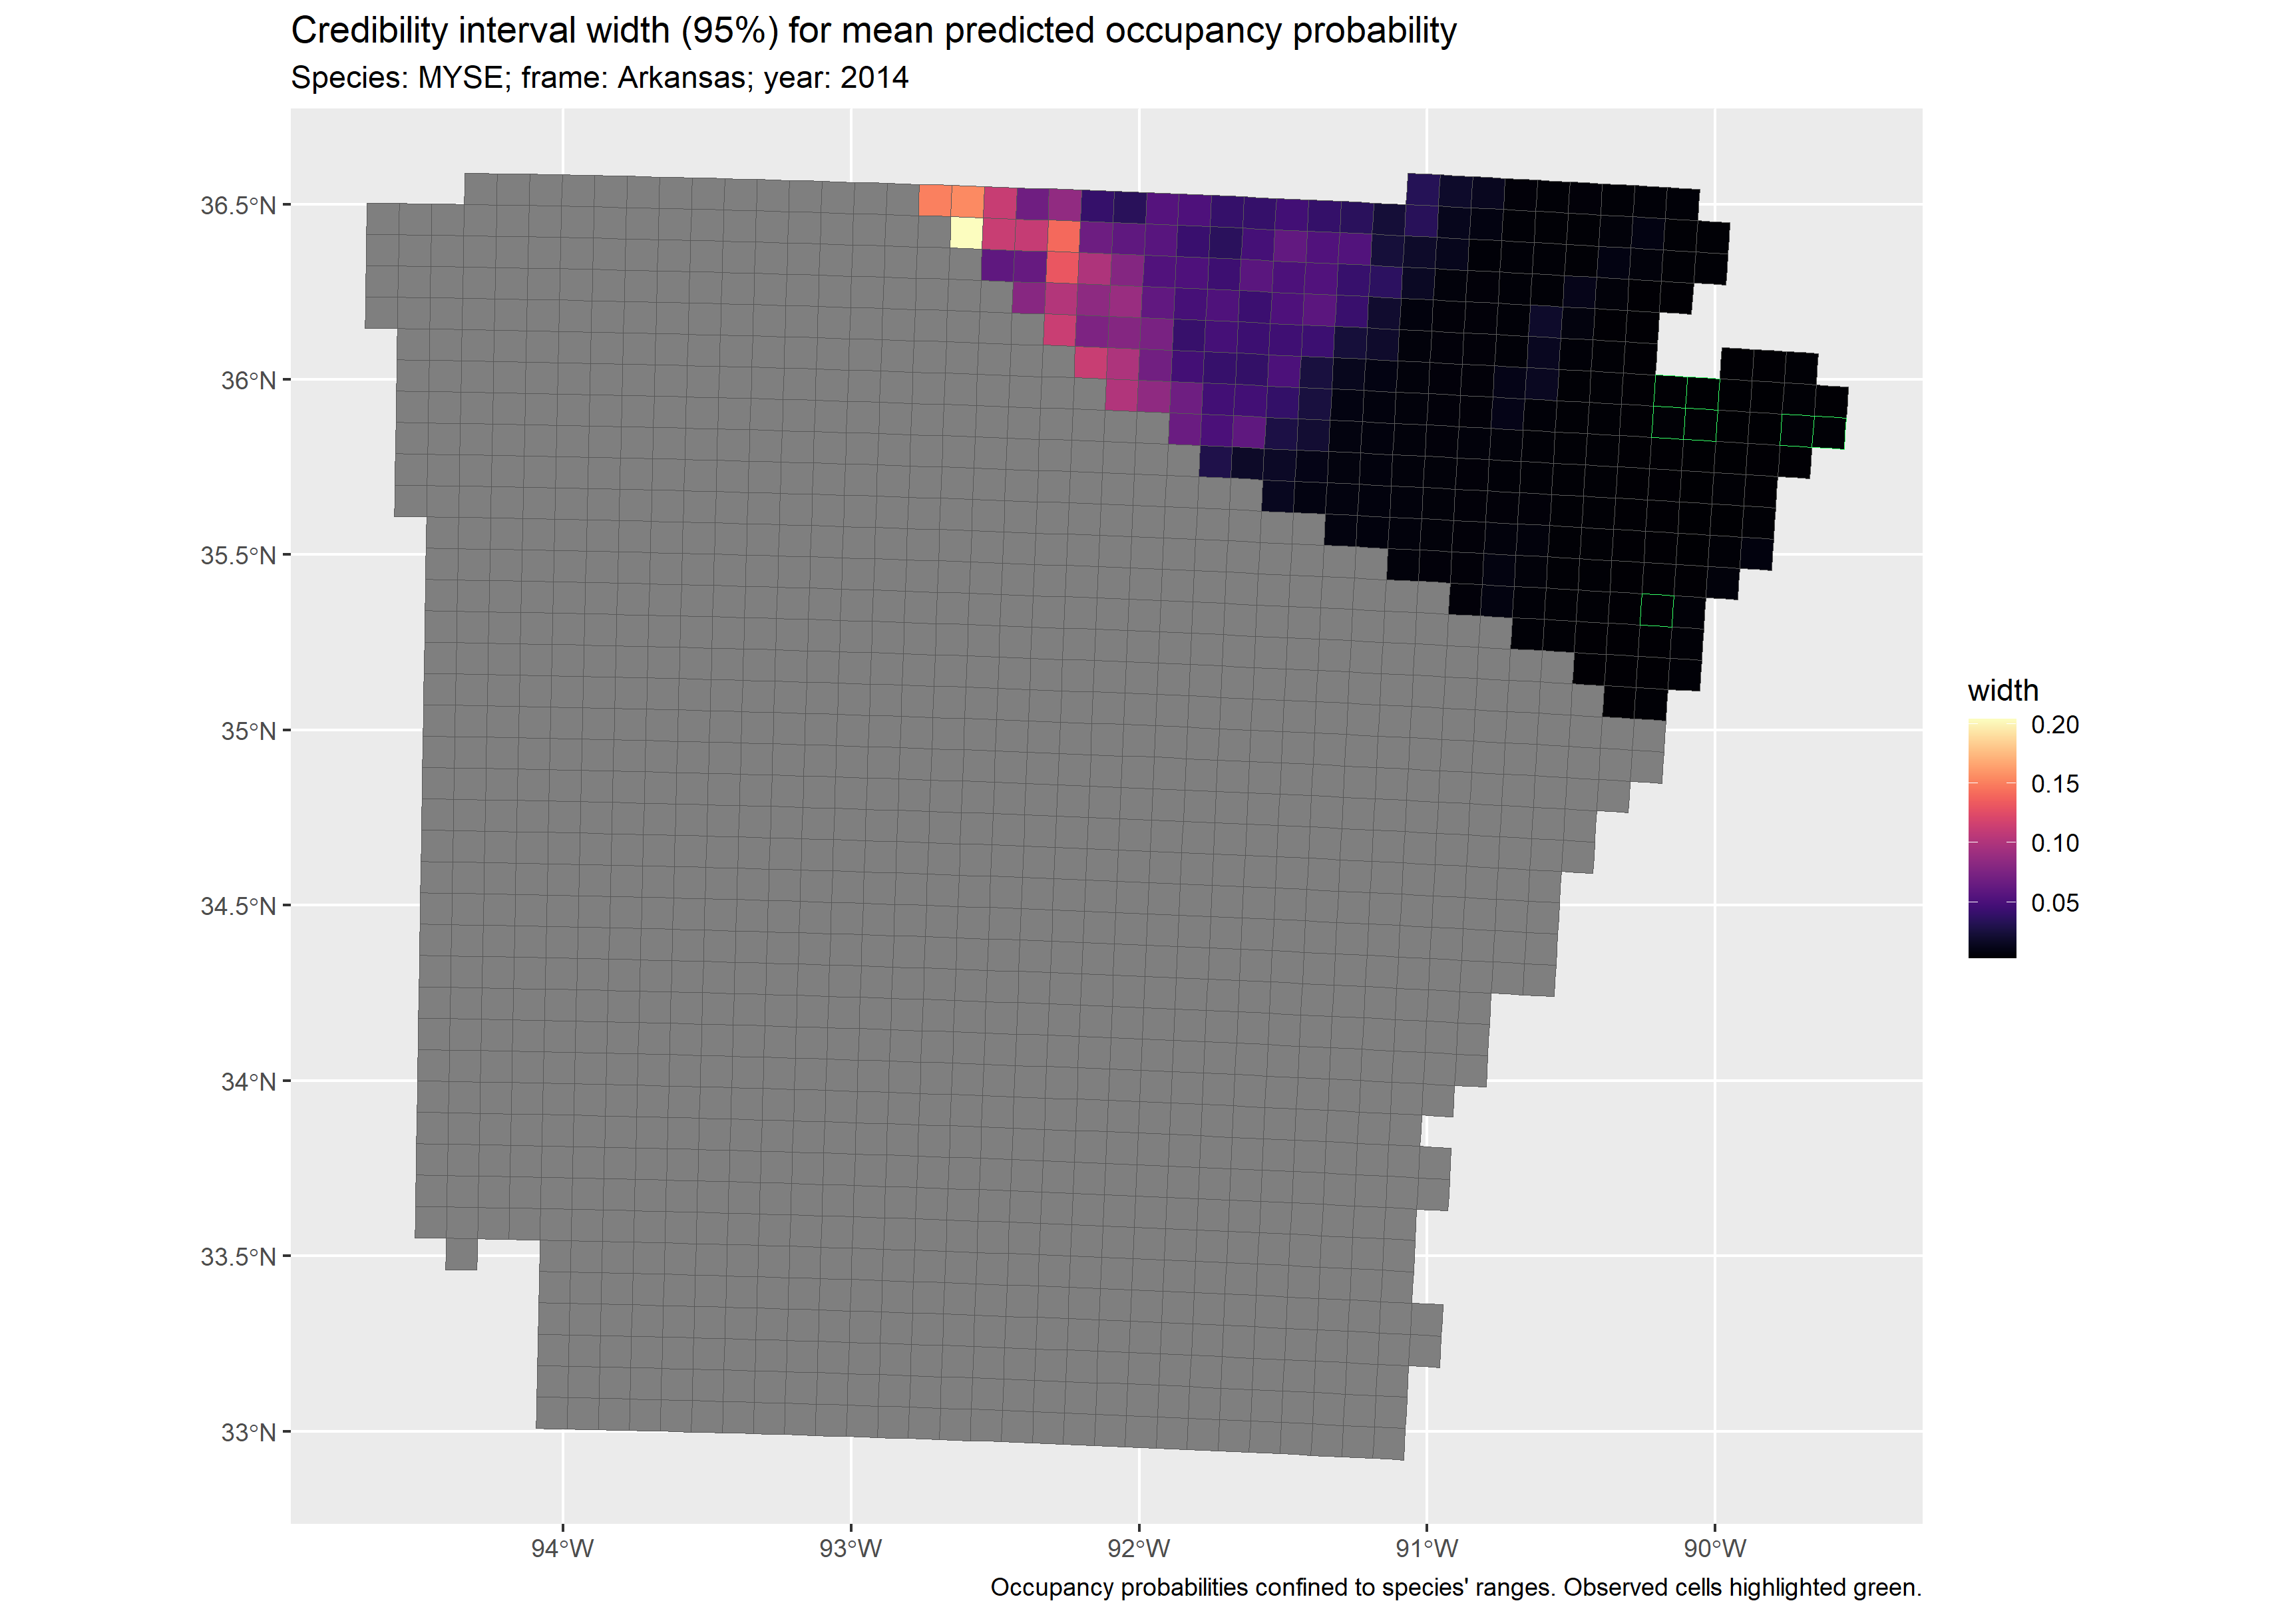 Credibility interval width (95%) for mean predicted occupancy probability
Species: MYSE; frame: Arkansas; year: 2014
36.5°N
36°N
35.5°N
35°N
34.5°N
34°N
33.5°N
33°N
94°W
93°W
92°W
91°W
90°W
width
0.20
0.15
0.10
0.05
Occupancy probabilities confined to species' ranges. Observed cells highlighted green.